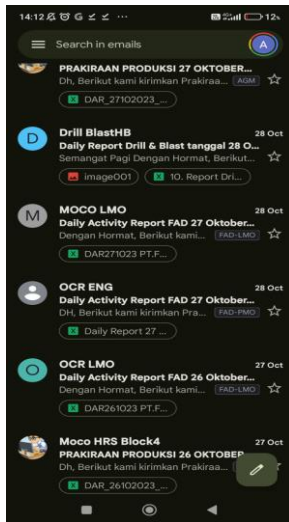 14:12
12
Search in emails
A
PRAKIRAAN PRODUKSI 27 OKTOBER...
Dh, Berikut kami kirimkan Prakiraa... AGM
DAR_27102023_...
D
Drill BlastHB 28 Oct
Daily Report Drill & Blast tanggal 28 O...
Semangat Pagi Dengan Hormat, Berikut...
image001 10. Report Dri...
M
MOCO LMO 28 Oct
Daily Activity Report FAD 27 Oktober...
Dengan Hormat, Berikut kami... FAD-LMO
DAR271023 PT.F...
OCR ENG 28 Oct
Daily Activity Report FAD 27 Oktober...
DH, Berikut kami kirimkan Pra... FAD-PMO
Daily Report 27 ...
O
OCR LMO 27 Oct
Daily Activity Report FAD 26 Oktober...
Dengan Hormat, Berikut kami... FAD-LMO
DAR261023 PT.F...
Moco HRS Block4 27 Oct
PRAKIRAAN PRODUKSI 26 OKTOBER...
Dh, Berikut kami kirimkan Prakiraa...
DAR_26102023_...